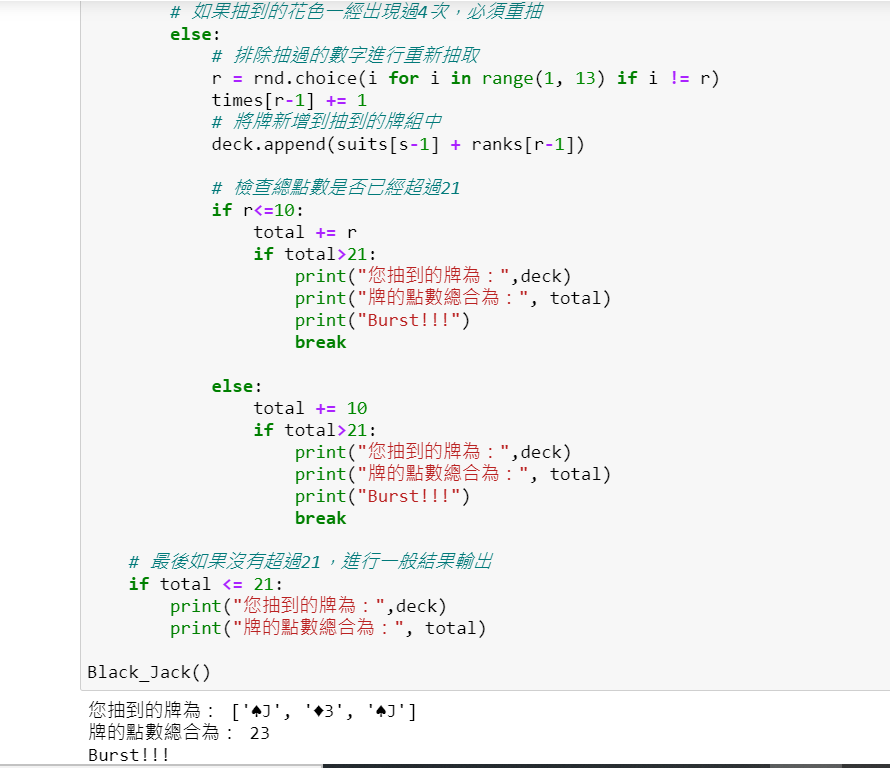 # 如果抽到的花色一經出現過4次，必須重抽
else:
# 排除抽過的數字進行重新抽取
r = rnd.choice(i for i in range(1, 13) if i != r)
times[r-1] += 1
# 將牌新增到抽到的牌組中
deck.append(suits[s-1] + ranks[r-1])
# 檢查總點數是否已經超過21
if r<=10:
total += r
if total>21:
print("您抽到的牌為：",deck)
print("牌的點數總合為：", total)
print("Burst!!!")
break
else:
total += 10
if total>21:
print("您抽到的牌為：",deck)
print("牌的點數總合為：", total)
print("Burst!!!")
break
# 最後如果沒有超過21，進行一般結果輸出
if total <= 21:
print("您抽到的牌為：",deck)
print("牌的點數總合為：", total)
Black_Jack()
您抽到的牌為： ['♠J', '♦3', '♠J']
牌的點數總合為： 23
Burst!!!